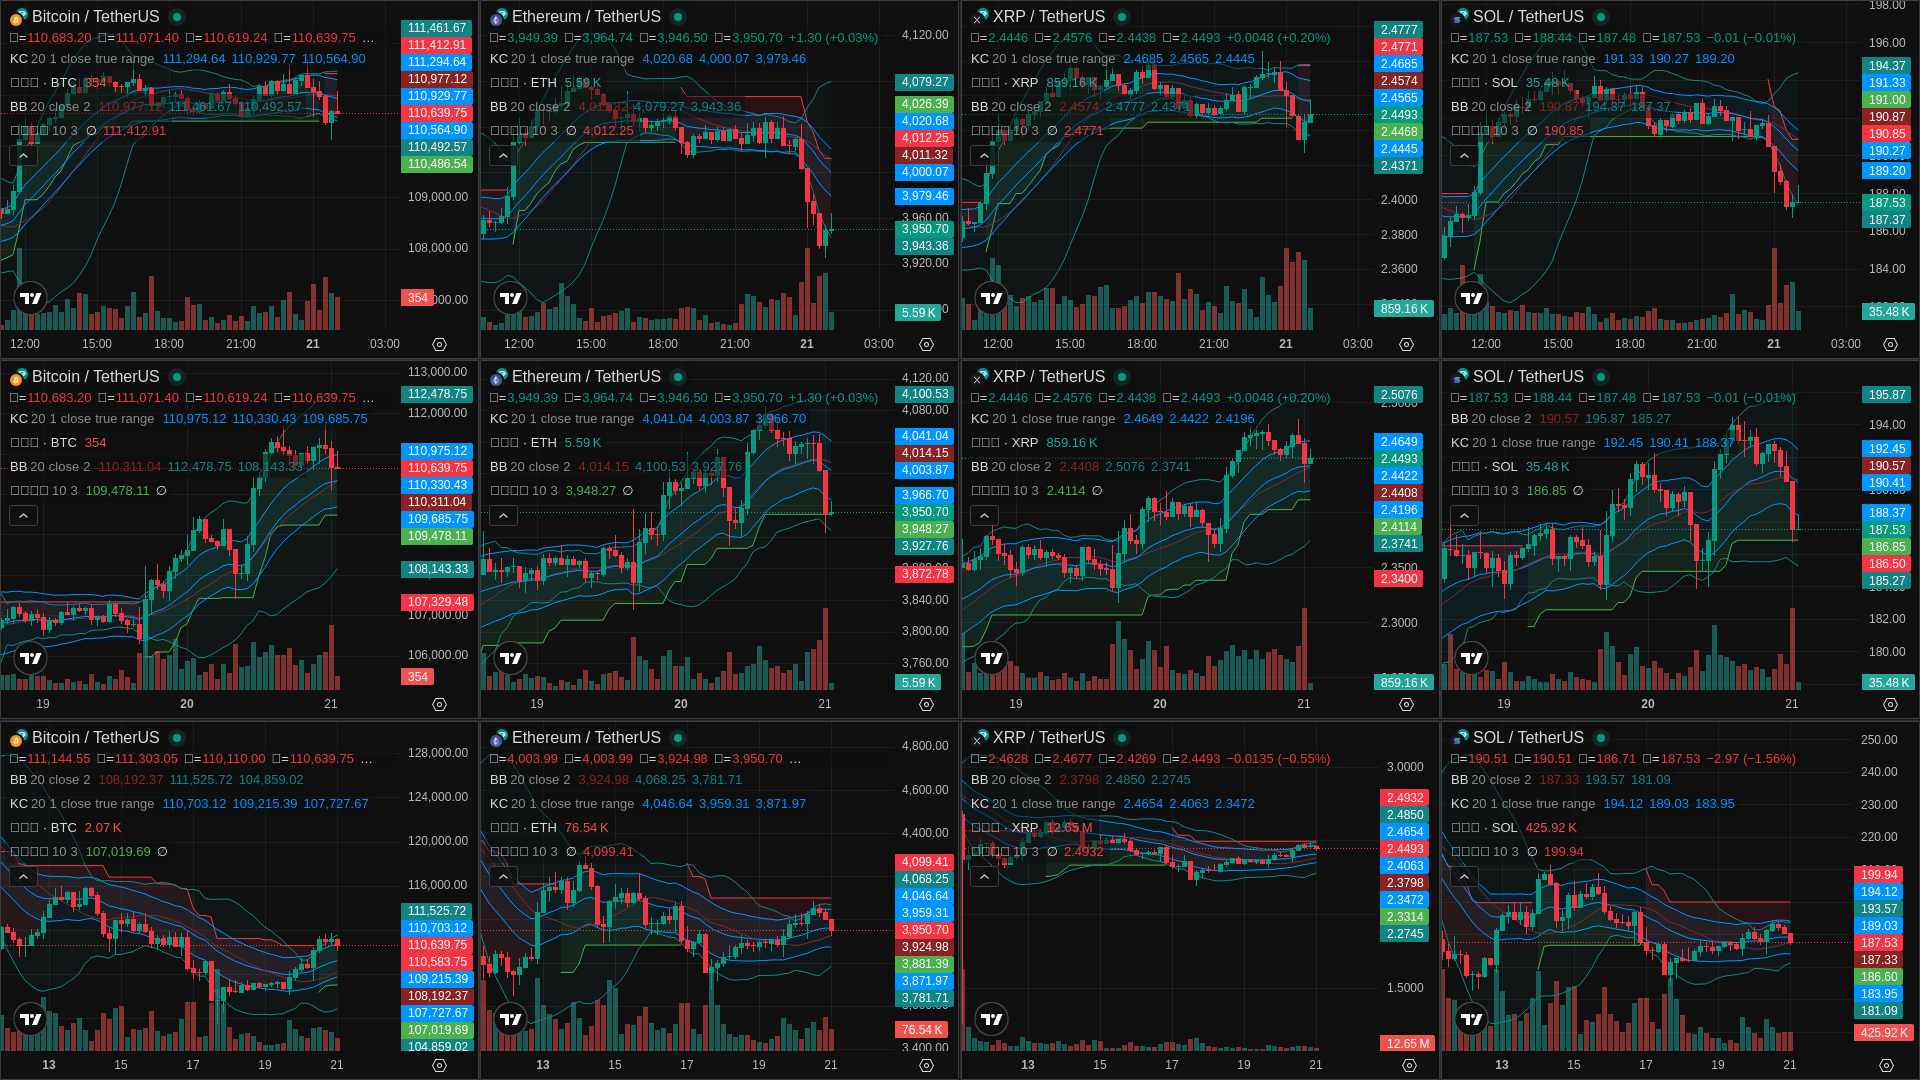 Bitcoin / TetherUS
=110,683.20 =111,071.40 =110,619.24 =110,639.75 ...
KC 20 1 close true range 111,294.64 110,929.77 110,564.90
· BTC 354
BB 20 close 2 110,977.12 111,461.67 110,492.57
10 3 ∅ 111,412.91
111,461.67
111,412.91
111,294.64
110,977.12
110,929.77
110,639.75
110,564.90
110,492.57
110,486.54
109,000.00
108,000.00
354
12:00 15:00 18:00 21:00 21 03:00
Ethereum / TetherUS
=3,949.39 =3,964.74 =3,946.50 =3,950.70 +1.30 (+0.03%)
KC 20 1 close true range 4,020.68 4,000.07 3,979.46
· ETH 5.59 K
BB 20 close 2 4,011.32 4,079.27 3,943.36
10 3 ∅ 4,012.25
4,120.00
4,079.27
4,026.39
4,020.68
4,012.25
4,011.32
4,000.07
3,979.46
3,960.00
3,950.70
3,943.36
3,920.00
5.59 K
12:00 15:00 18:00 21:00 21 03:00
XRP / TetherUS
=2.4446 =2.4576 =2.4438 =2.4493 +0.0048 (+0.20%)
KC 20 1 close true range 2.4685 2.4565 2.4445
· XRP 859.16 K
BB 20 close 2 2.4574 2.4777 2.4371
10 3 ∅ 2.4771
2.4777
2.4771
2.4685
2.4574
2.4565
2.4493
2.4468
2.4445
2.4371
2.4000
2.3800
2.3600
859.16 K
12:00 15:00 18:00 21:00 21 03:00
SOL / TetherUS
=187.53 =188.44 =187.48 =187.53 −0.01 (−0.01%)
KC 20 1 close true range 191.33 190.27 189.20
· SOL 35.48 K
BB 20 close 2 190.87 194.37 187.37
10 3 ∅ 190.85
198.00
196.00
194.37
191.33
191.00
190.87
190.85
190.27
189.20
188.00
187.53
187.37
186.00
184.00
35.48 K
12:00 15:00 18:00 21:00 21 03:00
Bitcoin / TetherUS
=110,683.20 =111,071.40 =110,619.24 =110,639.75 ...
KC 20 1 close true range 110,975.12 110,330.43 109,685.75
· BTC 354
BB 20 close 2 110,311.04 112,478.75 108,143.33
10 3 109,478.11 ∅
113,000.00
112,478.75
112,000.00
110,975.12
110,639.75
110,330.43
110,311.04
109,685.75
109,478.11
108,143.33
107,329.48
107,000.00
106,000.00
354
19 20 21
Ethereum / TetherUS
=3,949.39 =3,964.74 =3,946.50 =3,950.70 +1.30 (+0.03%)
KC 20 1 close true range 4,041.04 4,003.87 3,966.70
· ETH 5.59 K
BB 20 close 2 4,014.15 4,100.53 3,927.76
10 3 3,948.27 ∅
4,120.00
4,100.53
4,080.00
4,041.04
4,014.15
4,003.87
3,966.70
3,950.70
3,948.27
3,927.76
3,872.78
3,840.00
3,800.00
3,760.00
5.59 K
19 20 21
XRP / TetherUS
=2.4446 =2.4576 =2.4438 =2.4493 +0.0048 (+0.20%)
KC 20 1 close true range 2.4649 2.4422 2.4196
· XRP 859.16 K
BB 20 close 2 2.4408 2.5076 2.3741
10 3 2.4114 ∅
2.5076
2.5000
2.4649
2.4493
2.4422
2.4408
2.4196
2.4114
2.3741
2.3500
2.3400
2.3000
859.16 K
19 20 21
SOL / TetherUS
=187.53 =188.44 =187.48 =187.53 −0.01 (−0.01%)
BB 20 close 2 190.57 195.87 185.27
KC 20 1 close true range 192.45 190.41 188.37
· SOL 35.48 K
10 3 186.85 ∅
195.87
194.00
192.45
190.57
190.41
188.37
187.53
186.85
186.50
185.27
182.00
180.00
35.48 K
19 20 21
Bitcoin / TetherUS
=111,144.55 =111,303.05 =110,110.00 =110,639.75 ...
BB 20 close 2 108,192.37 111,525.72 104,859.02
KC 20 1 close true range 110,703.12 109,215.39 107,727.67
· BTC 2.07 K
10 3 107,019.69 ∅
128,000.00
124,000.00
120,000.00
116,000.00
111,525.72
110,703.12
110,639.75
110,583.75
109,215.39
108,192.37
107,727.67
107,019.69
104,859.02
13 15 17 19 21
Ethereum / TetherUS
=4,003.99 =4,003.99 =3,924.98 =3,950.70 ...
BB 20 close 2 3,924.98 4,068.25 3,781.71
KC 20 1 close true range 4,046.64 3,959.31 3,871.97
· ETH 76.54 K
10 3 ∅ 4,099.41
4,800.00
4,600.00
4,400.00
4,099.41
4,068.25
4,046.64
3,959.31
3,950.70
3,924.98
3,881.39
3,871.97
3,781.71
76.54 K
3,400.00
13 15 17 19 21
XRP / TetherUS
=2.4628 =2.4677 =2.4269 =2.4493 −0.0135 (−0.55%)
BB 20 close 2 2.3798 2.4850 2.2745
KC 20 1 close true range 2.4654 2.4063 2.3472
· XRP 12.65 M
10 3 ∅ 2.4932
3.0000
2.4932
2.4850
2.4654
2.4493
2.4063
2.3798
2.3472
2.3314
2.2745
1.5000
12.65 M
13 15 17 19 21
SOL / TetherUS
=190.51 =190.51 =186.71 =187.53 −2.97 (−1.56%)
BB 20 close 2 187.33 193.57 181.09
KC 20 1 close true range 194.12 189.03 183.95
· SOL 425.92 K
10 3 ∅ 199.94
250.00
240.00
230.00
220.00
199.94
194.12
193.57
189.03
187.53
187.33
186.60
183.95
181.09
425.92 K
13 15 17 19 21